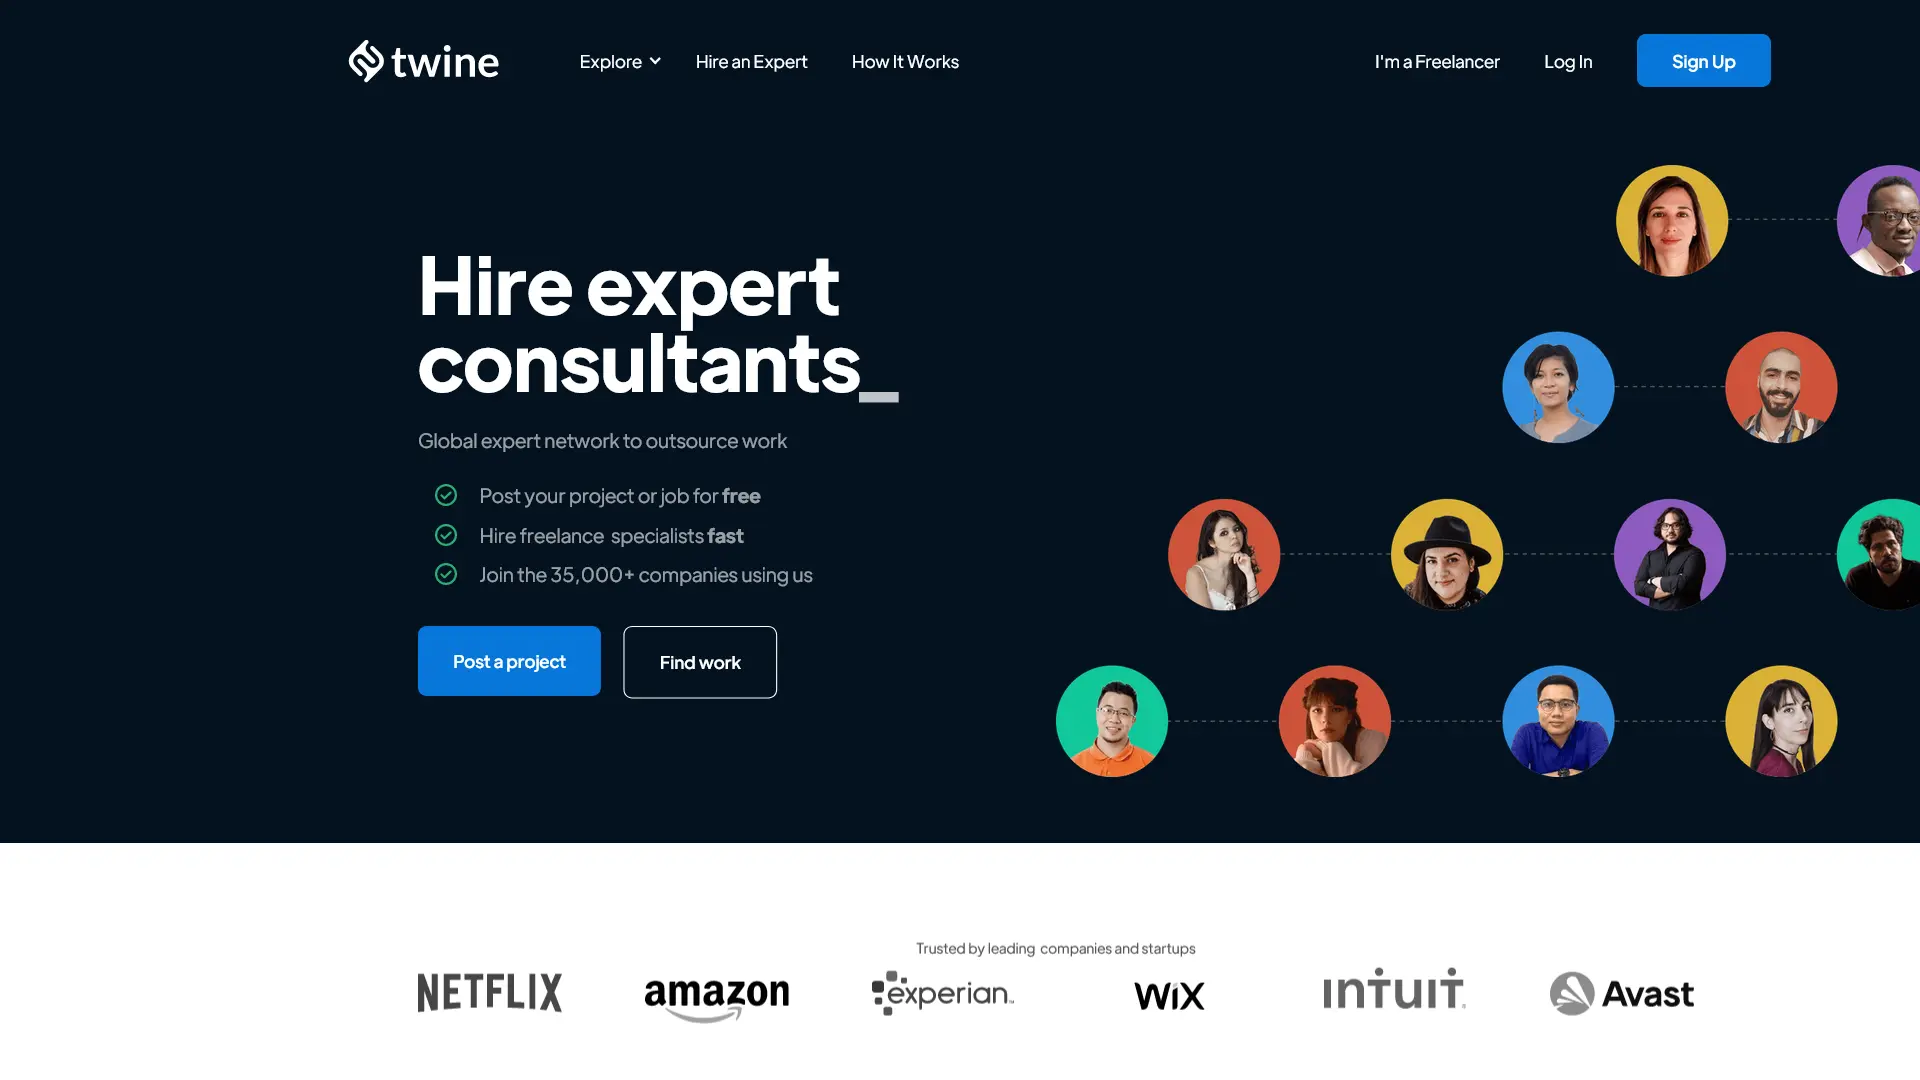 twine
Explore
Hire an Expert
How It Works
I'm a Freelancer
Log In
Sign Up
Hire expert
consultants_
Global expert network to outsource work
Post your project or job for free
Hire freelance specialists fast
Join the 35,000+ companies using us
Post a project
Find work
Trusted by leading companies and startups
NETFLIX
amazon
experian™
WiX
intuit®
Avast